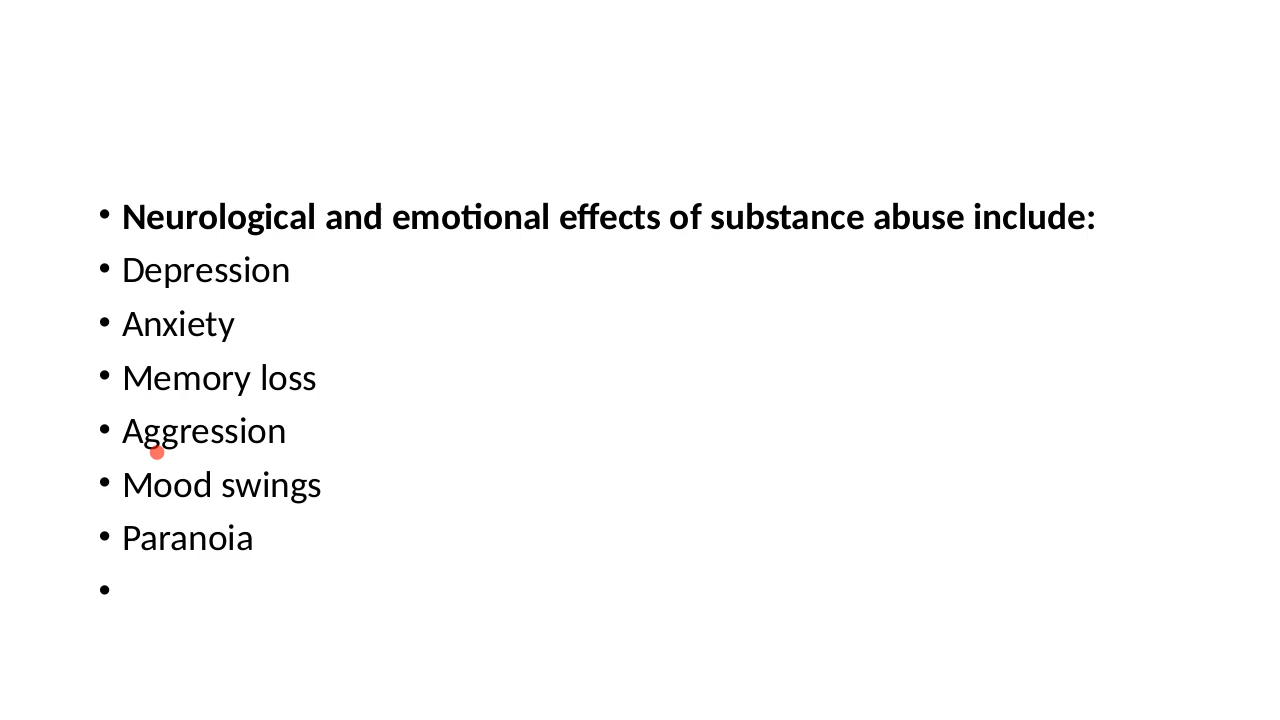 • Neurological and emotional effects of substance abuse include:
• Depression
• Anxiety
• Memory loss
• Aggression
• Mood swings
• Paranoia
•